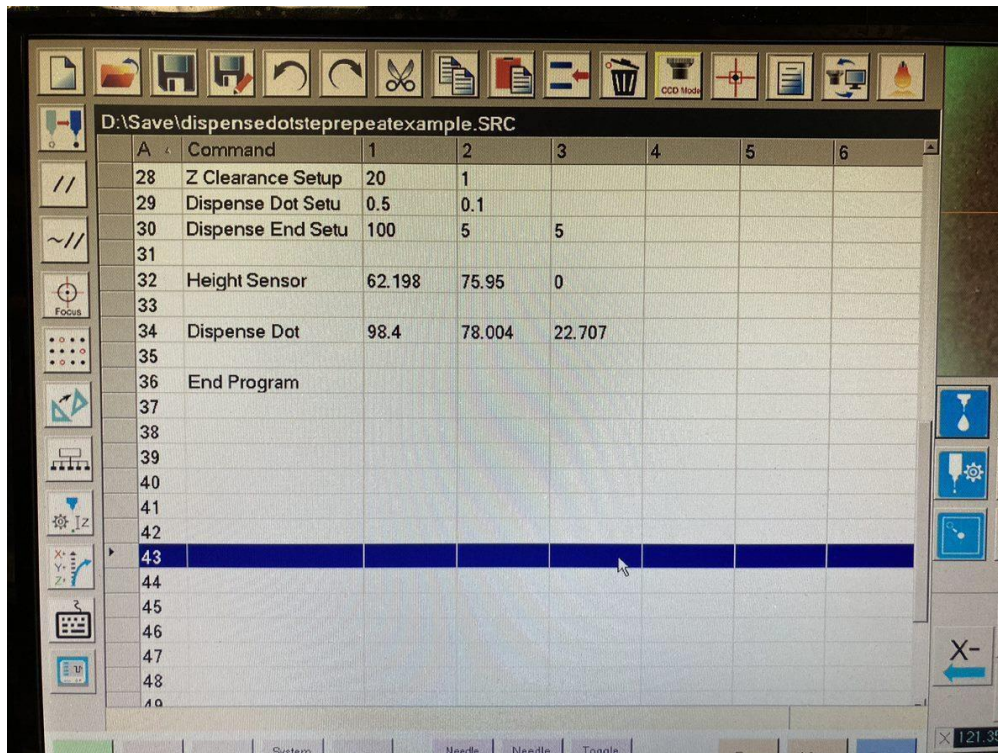 CCD Mode
D:\Save\dispensedotsteprepeatexample.SRC
A Command 1 2 3 4 5 6
28 Z Clearance Setup 20 1
29 Dispense Dot Setu 0.5 0.1
30 Dispense End Setu 100 5 5
31
32 Height Sensor 62.198 75.95 0
33
34 Dispense Dot 98.4 78.004 22.707
35
36 End Program
37
38
39
40
41
42
43
44
45
46
47
48
49
//
~//
Focus
Z
X+
Y-
Z+
X-
121.35
System Needle Needle Toggle